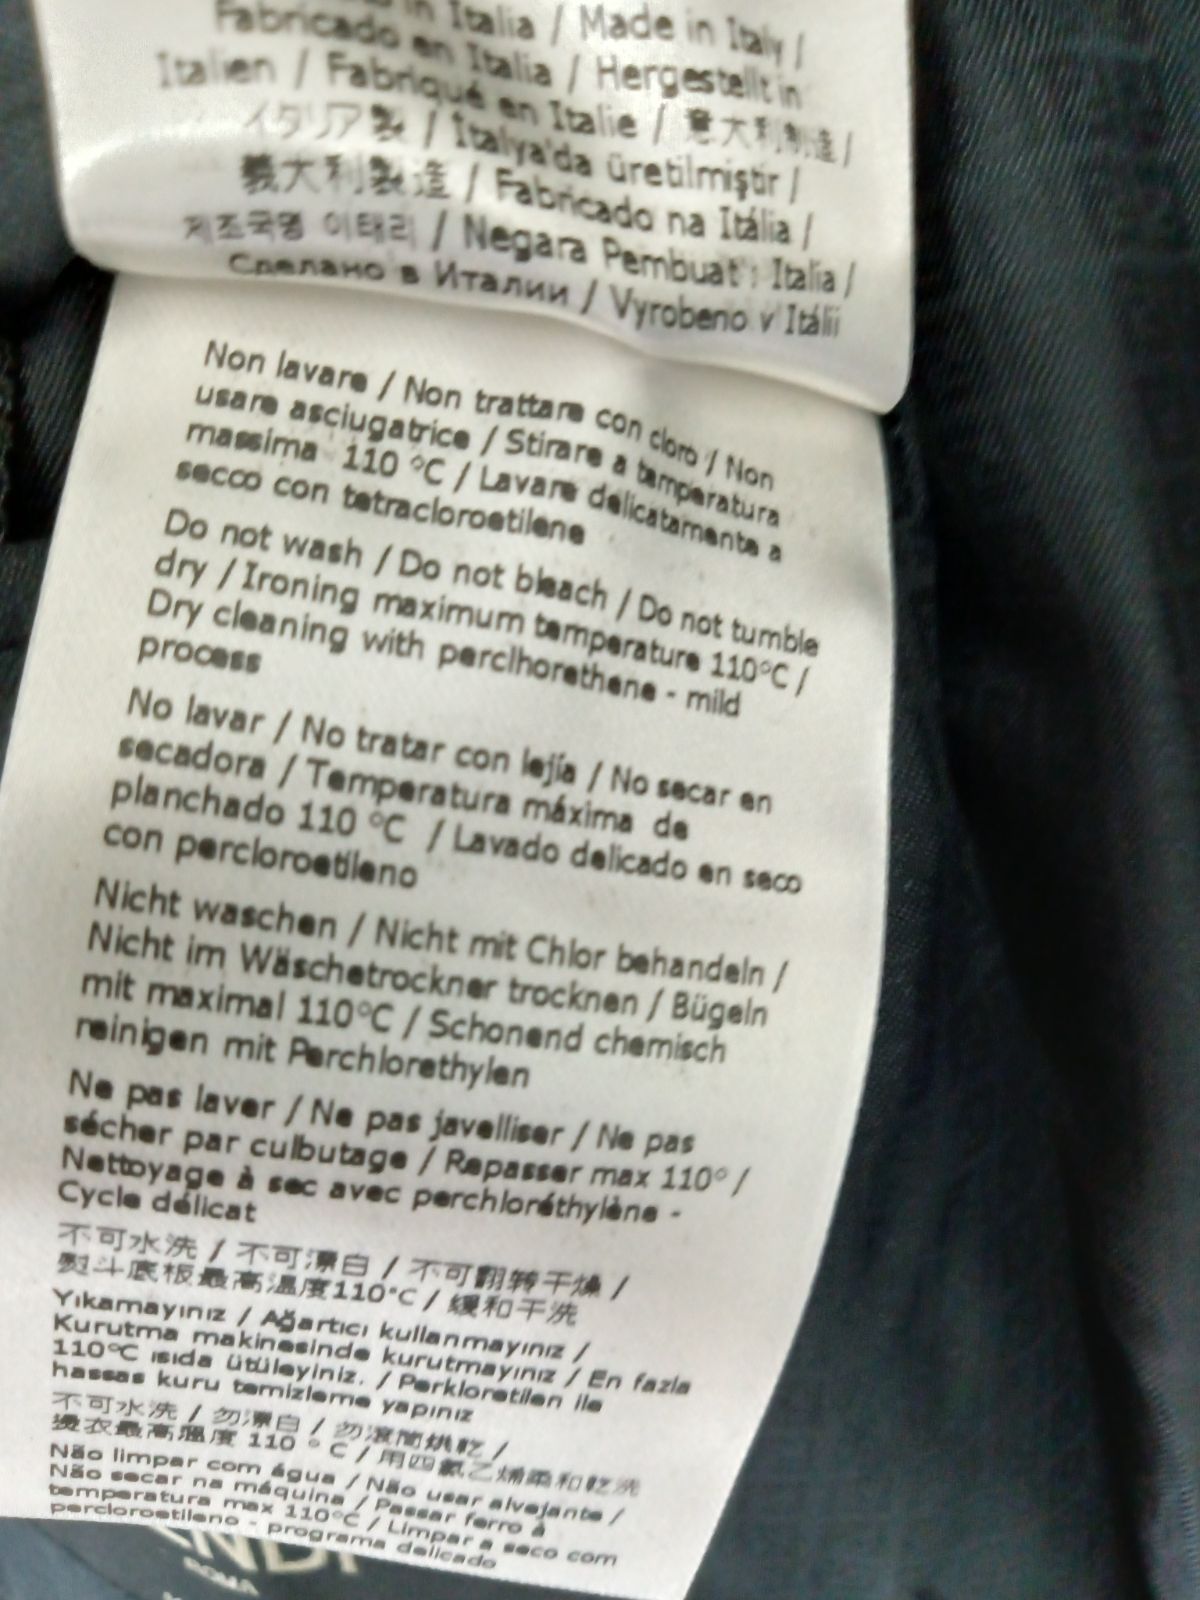 in Italia / Made in Italy /
Fabricado en Italia / Hergestellt in
Italien / Fabriqué en Italie / 意大利制造 /
イタリア製 / Italya'da üretilmiştir /
義大利製造 / Fabricado na Itália /
제조국명 이태리 / Negara Pembuat : Italia /
Сделано в Италии / Vyrobeno v Itálii
Non lavare / Non trattare con cloro / Non
usare asciugatrice / Stirare a temperatura
massima 110 °C / Lavare delicatamente a
secco con tetracloroetilene
Do not wash / Do not bleach / Do not tumble
dry / Ironing maximum temperature 110°C /
Dry cleaning with perclhorethene - mild
process
No lavar / No tratar con lejía / No secar en
secadora / Temperatura máxima de
planchado 110 °C / Lavado delicado en seco
con percloroetileno
Nicht waschen / Nicht mit Chlor behandeln /
Nicht im Wäschetrockner trocknen / Bügeln
mit maximal 110°C / Schonend chemisch
reinigen mit Perchlorethylen
Ne pas laver / Ne pas javelliser / Ne pas
sécher par culbutage / Repasser max 110° /
Nettoyage à sec avec perchloréthylène -
Cycle délicat
不可水洗 / 不可漂白 / 不可翻转干燥 /
熨斗底板最高温度110°C / 缓和干洗
Yıkamayınız / Ağartıcı kullanmayınız /
Kurutma makinesinde kurutmayınız / En fazla
110°C ısıda ütüleyiniz. / Perkloretilen ile
hassas kuru temizleme yapınız
不可水洗 / 勿漂白 / 勿滾筒烘乾 /
燙衣最高溫度 110 ° C / 用四氯乙烯柔和乾洗
Não limpar com água / Não usar alvejante /
Não secar na máquina / Passar ferro à
temperatura max 110°C / Limpar a seco com
percloroetileno - programa delicado
ROMA